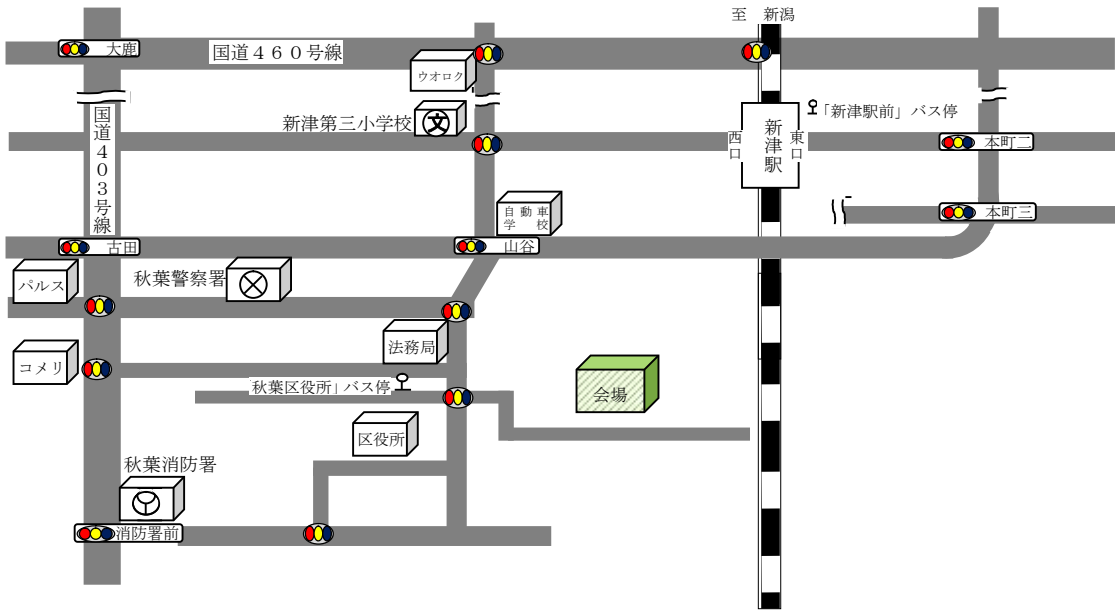 至 新潟
大鹿
国道４６０号線
ウオロク
「新津駅前」バス停
国道４０３号線
新津第三小学校
文
西口
新津駅
東口
本町二
自動車
学校
本町三
古田
山谷
パルス
秋葉警察署
法務局
コメリ
秋葉区役所」バス停
会場
区役所
秋葉消防署
消防署前